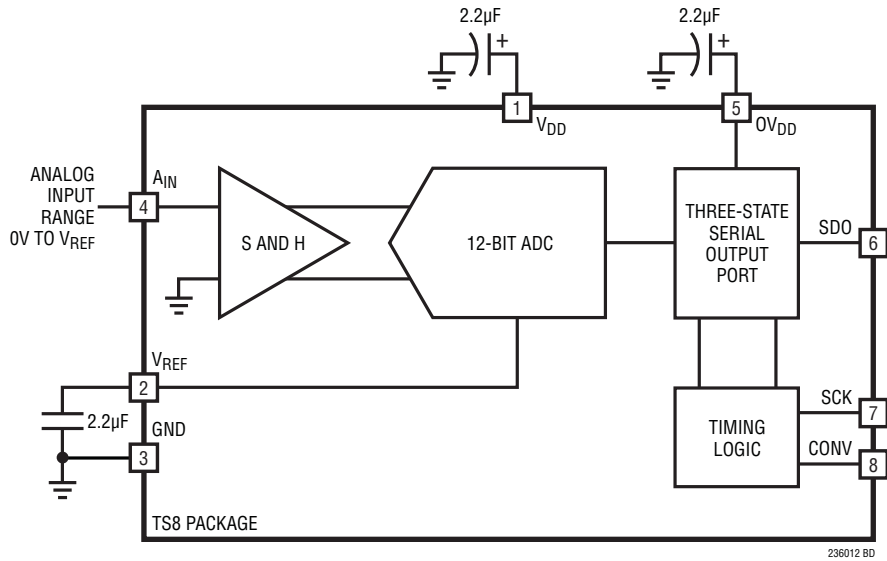 2.2µF
2.2µF
+
+
1
VDD
5
OVDD
ANALOG
INPUT
RANGE
0V TO VREF
4
AIN
S AND H
12-BIT ADC
THREE-STATE
SERIAL
OUTPUT
PORT
SDO
6
VREF
2
2.2µF
GND
3
TIMING
LOGIC
SCK
7
CONV
8
TS8 PACKAGE
236012 BD